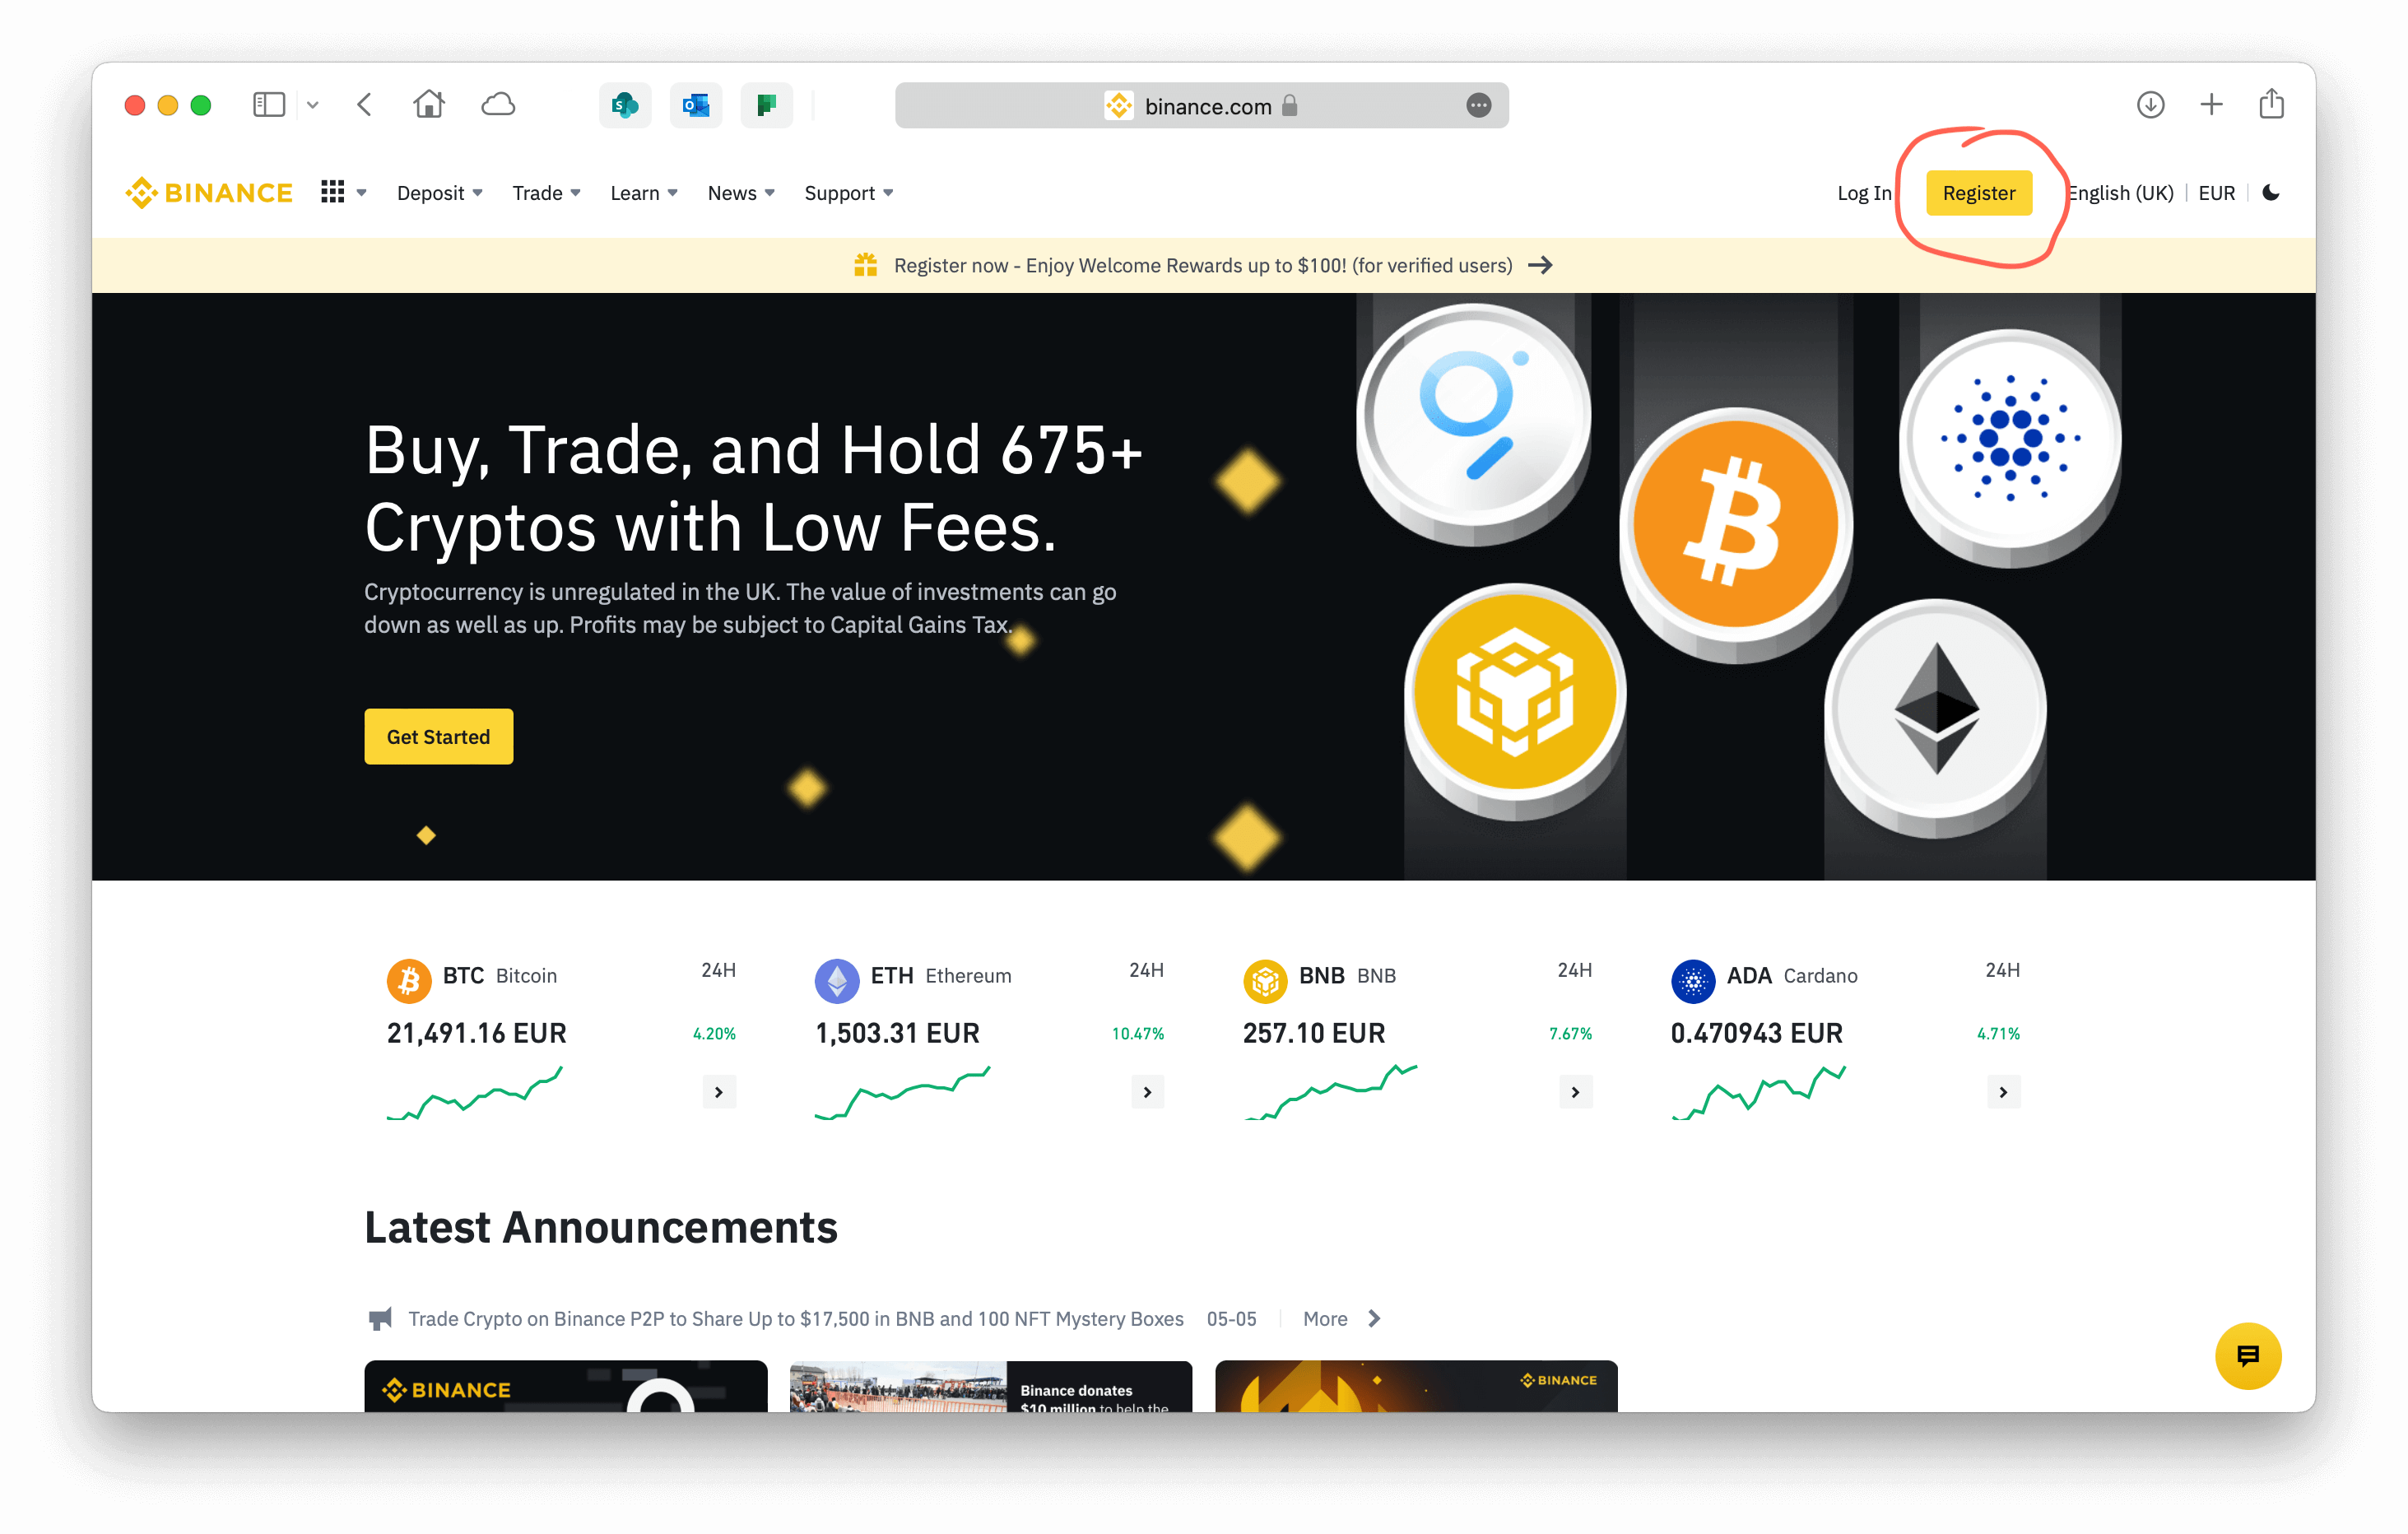 binance.com
BINANCE Deposit Trade Learn News Support Log In Register English (UK) EUR
Register now - Enjoy Welcome Rewards up to $100! (for verified users)
Buy, Trade, and Hold 675+
Cryptos with Low Fees.
Cryptocurrency is unregulated in the UK. The value of investments can go
down as well as up. Profits may be subject to Capital Gains Tax.
Get Started
BTC Bitcoin 24H
21,491.16 EUR 4.20%
ETH Ethereum 24H
1,503.31 EUR 10.47%
BNB BNB 24H
257.10 EUR 7.67%
ADA Cardano 24H
0.470943 EUR 4.71%
Latest Announcements
Trade Crypto on Binance P2P to Share Up to $17,500 in BNB and 100 NFT Mystery Boxes 05-05 More
BINANCE
Binance donates
$10 million to help the
BINANCE